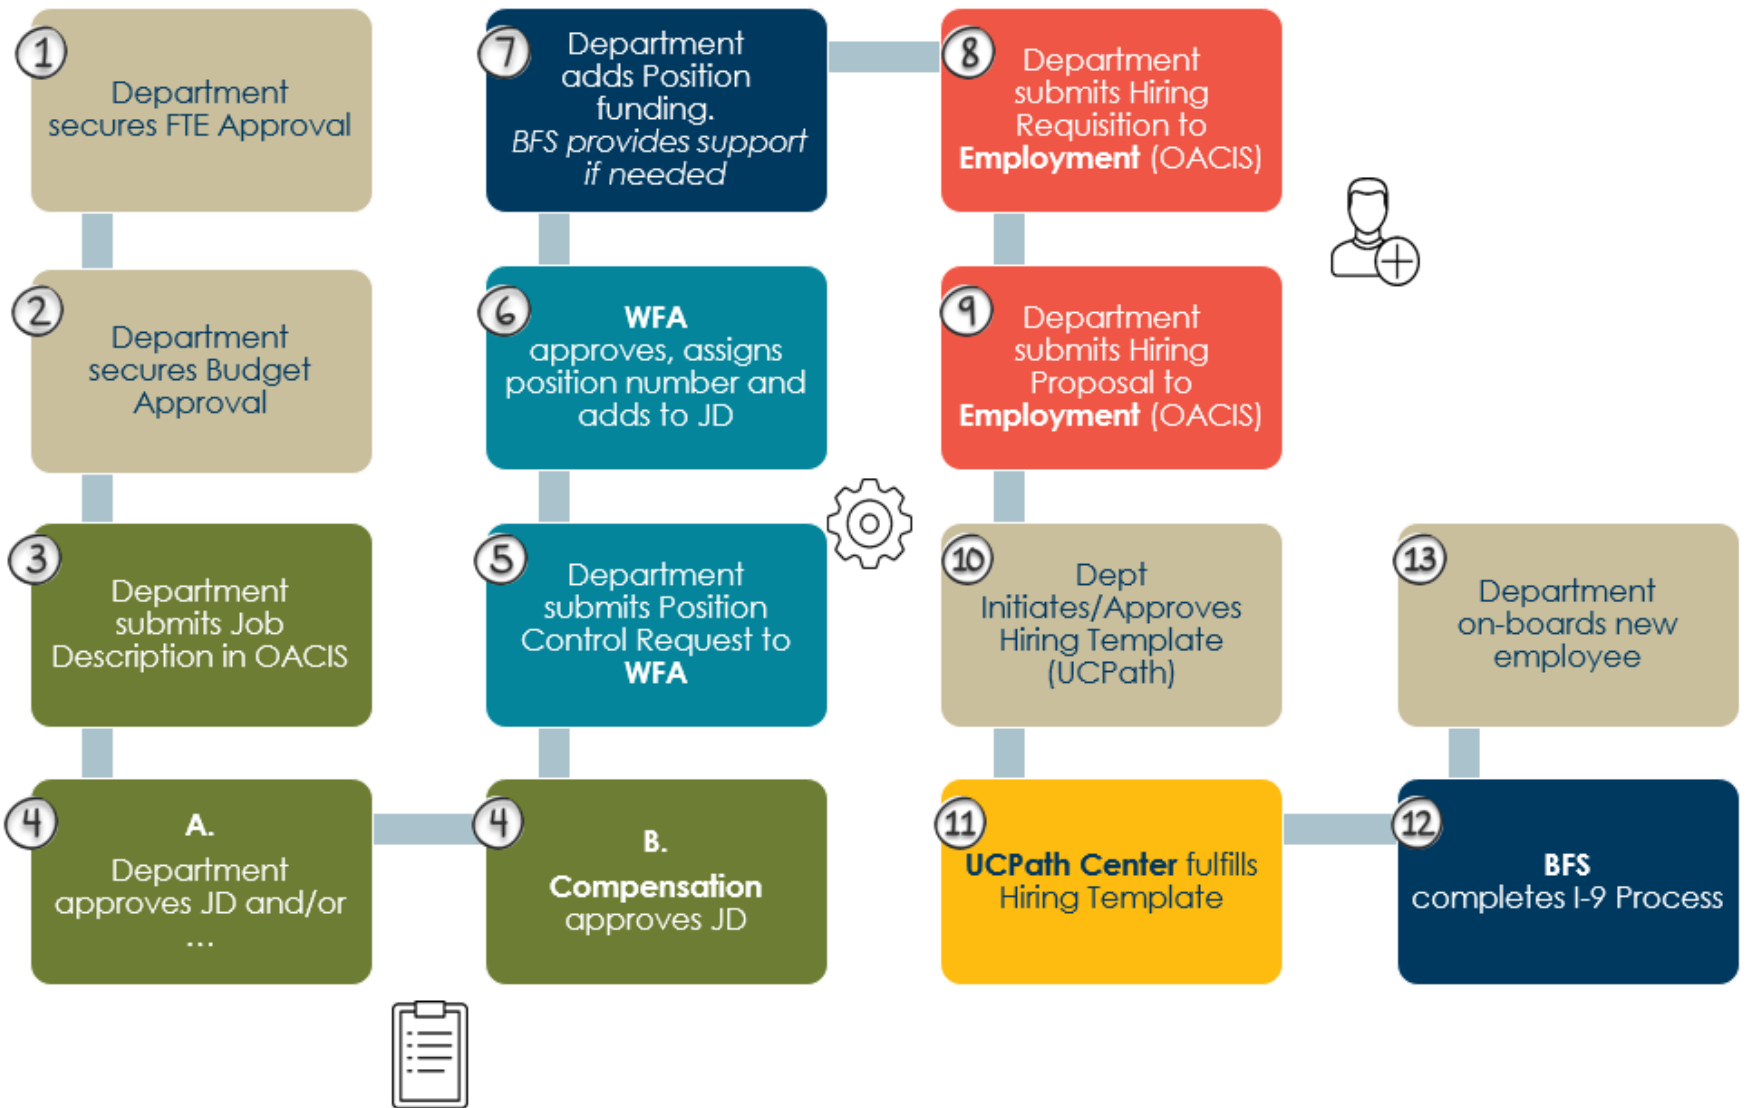 1
Department
secures FTE Approval
2
Department
secures Budget
Approval
3
Department
submits Job
Description in OACIS
4
A.
Department
approves JD and/or
...
4
B.
Compensation
approves JD
5
Department
submits Position
Control Request to
WFA
6
WFA
approves, assigns
position number and
adds to JD
7
Department
adds Position
funding.
BFS provides support
if needed
8
Department
submits Hiring
Requisition to
Employment (OACIS)
9
Department
submits Hiring
Proposal to
Employment (OACIS)
10
Dept
Initiates/Approves
Hiring Template
(UCPath)
11
UCPath Center fulfills
Hiring Template
12
BFS
completes I-9 Process
13
Department
on-boards new
employee